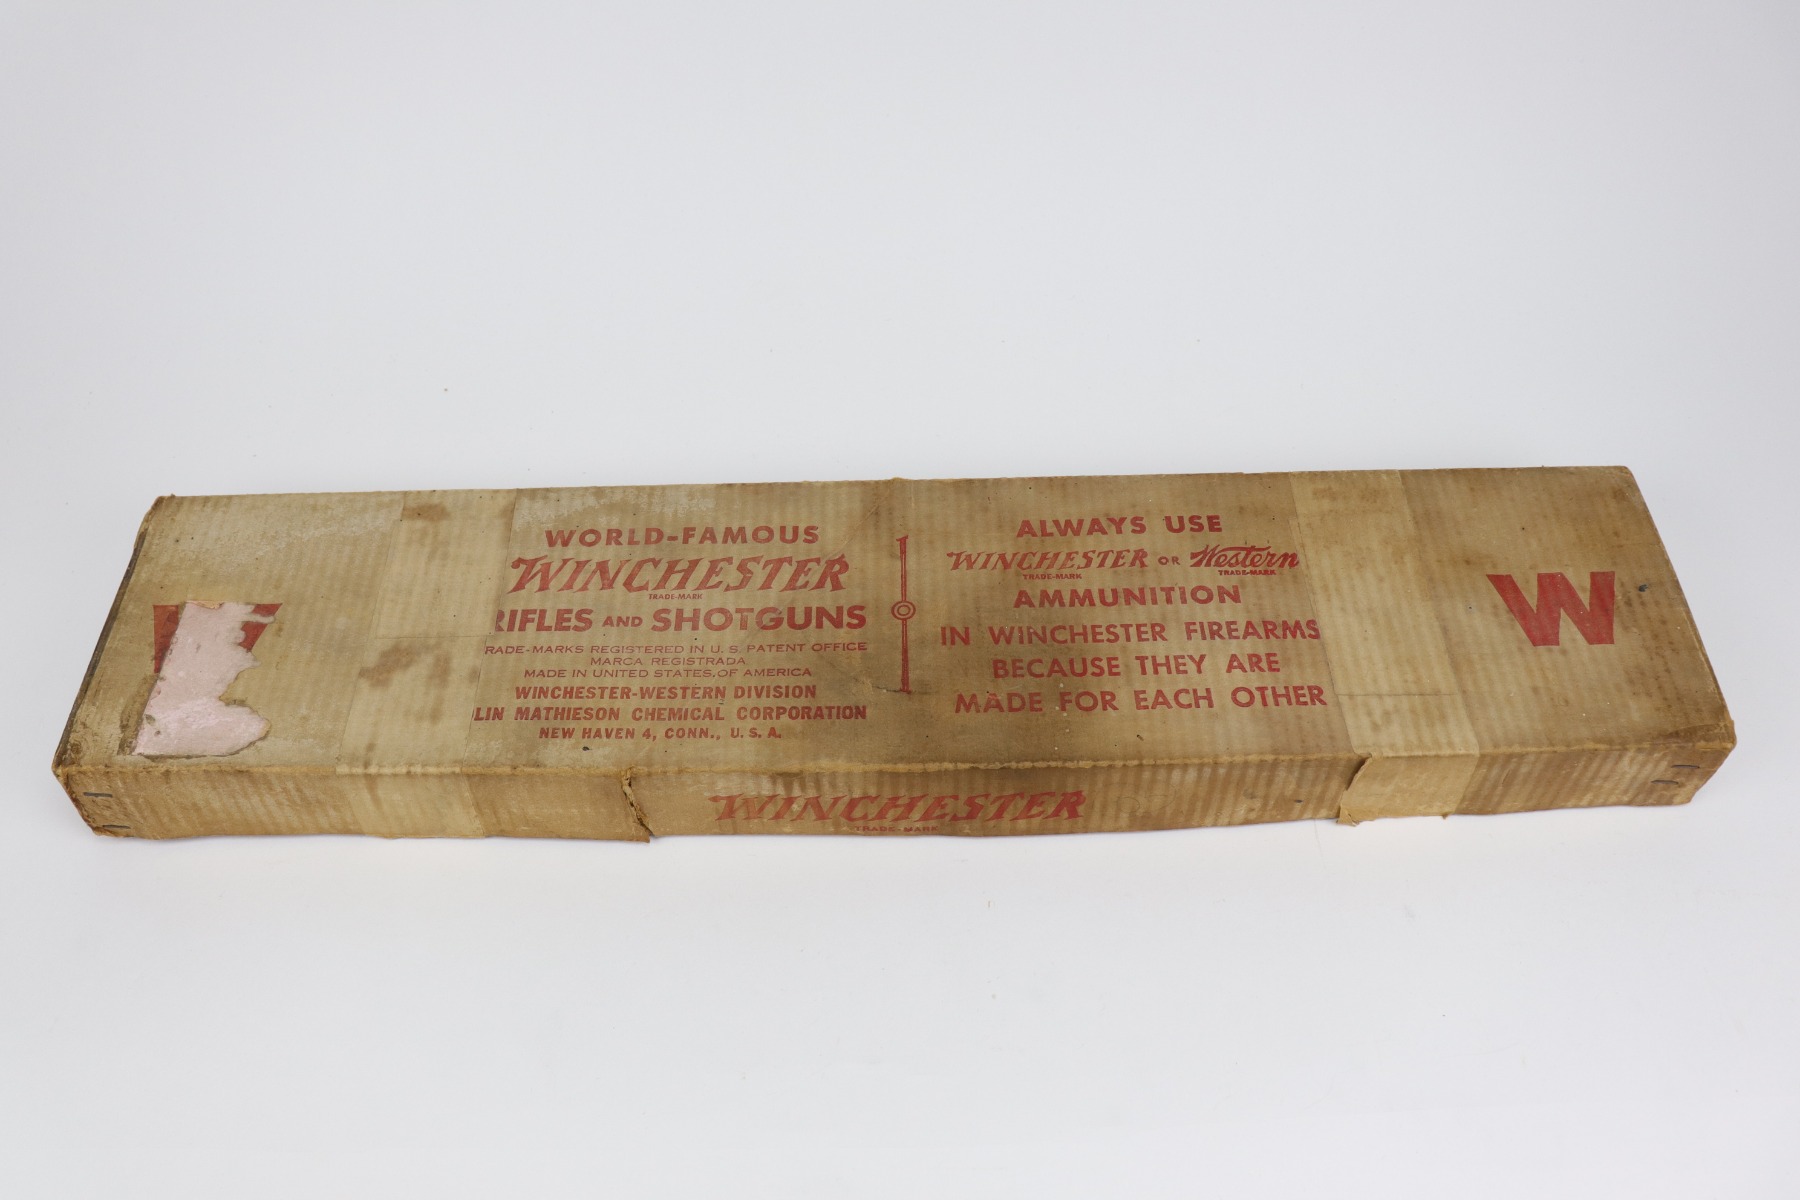 WORLD-FAMOUS
WINCHESTER
TRADE-MARK
RIFLES AND SHOTGUNS
RADE-MARKS REGISTERED IN U. S. PATENT OFFICE
MARCA REGISTRADA
MADE IN UNITED STATES OF AMERICA
WINCHESTER-WESTERN DIVISION
LIN MATHIESON CHEMICAL CORPORATION
NEW HAVEN 4, CONN., U. S. A.
ALWAYS USE
WINCHESTER OR Western
TRADE-MARK TRADE-MARK
AMMUNITION
IN WINCHESTER FIREARMS
BECAUSE THEY ARE
MADE FOR EACH OTHER
W
WINCHESTER
TRADE-MARK